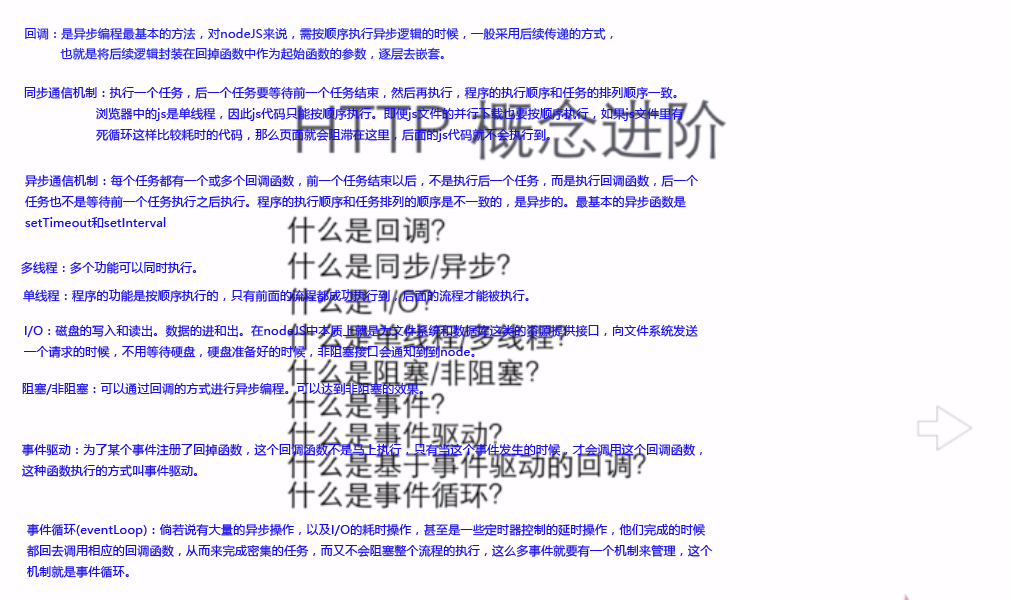 回调：是异步编程最基本的方法，对nodeJS来说，需按顺序执行异步逻辑的时候，一般采用后续传递的方式，
也就是将后续逻辑封装在回掉函数中作为起始函数的参数，逐层去嵌套。
同步通信机制：执行一个任务，后一个任务要等待前一个任务结束，然后再执行，程序的执行顺序和任务的排列顺序一致。
HTTP 概念进阶
浏览器中的js是单线程，因此js代码只能按顺序执行。即便js文件的并行下载也要按顺序执行，如果js文件里有
死循环这样比较耗时的代码，那么页面就会阻滞在这里，后面的js代码就不会执行到。
异步通信机制：每个任务都有一个或多个回调函数，前一个任务结束以后，不是执行后一个任务，而是执行回调函数，后一个
任务也不是等待前一个任务执行之后执行。程序的执行顺序和任务排列的顺序是不一致的，是异步的。最基本的异步函数是
setTimeout和setInterval
什么是回调?
什么是同步/异步?
多线程：多个功能可以同时执行。
单线程：程序的功能是按顺序执行的，只有前面的流程都成功执行到，后面的流程才能被执行。
什么是 I/O?
I/O：磁盘的写入和读出。数据的进和出。在nodeJS中本质上就是为文件系统和数据库这类的资源提供接口，向文件系统发送
什么是单线程/多线程?
一个请求的时候，不用等待硬盘，硬盘准备好的时候，非阻塞接口会通知到到node。
什么是阻塞/非阻塞?
阻塞/非阻塞：可以通过回调的方式进行异步编程。可以达到非阻塞的效果。
什么是事件?
什么是事件驱动?
事件驱动：为了某个事件注册了回掉函数，这个回调函数不是马上执行，只有当这个事件发生的时候，才会调用这个回调函数，
什么是基于事件驱动的回调?
这种函数执行的方式叫事件驱动。
什么是事件循环?
事件循环(eventLoop)：倘若说有大量的异步操作，以及I/O的耗时操作，甚至是一些定时器控制的延时操作，他们完成的时候
都回去调用相应的回调函数，从而来完成密集的任务，而又不会阻塞整个流程的执行，这么多事件就要有一个机制来管理，这个
机制就是事件循环。